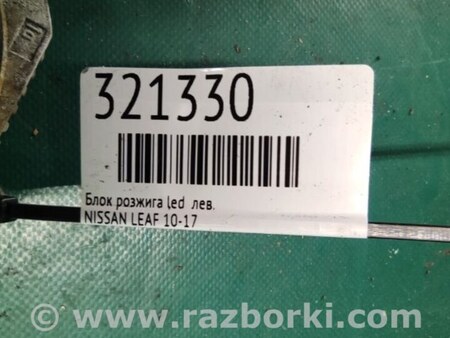 321330
Блок розжига led лев.
NISSAN LEAF 10-17
www.razborki.com